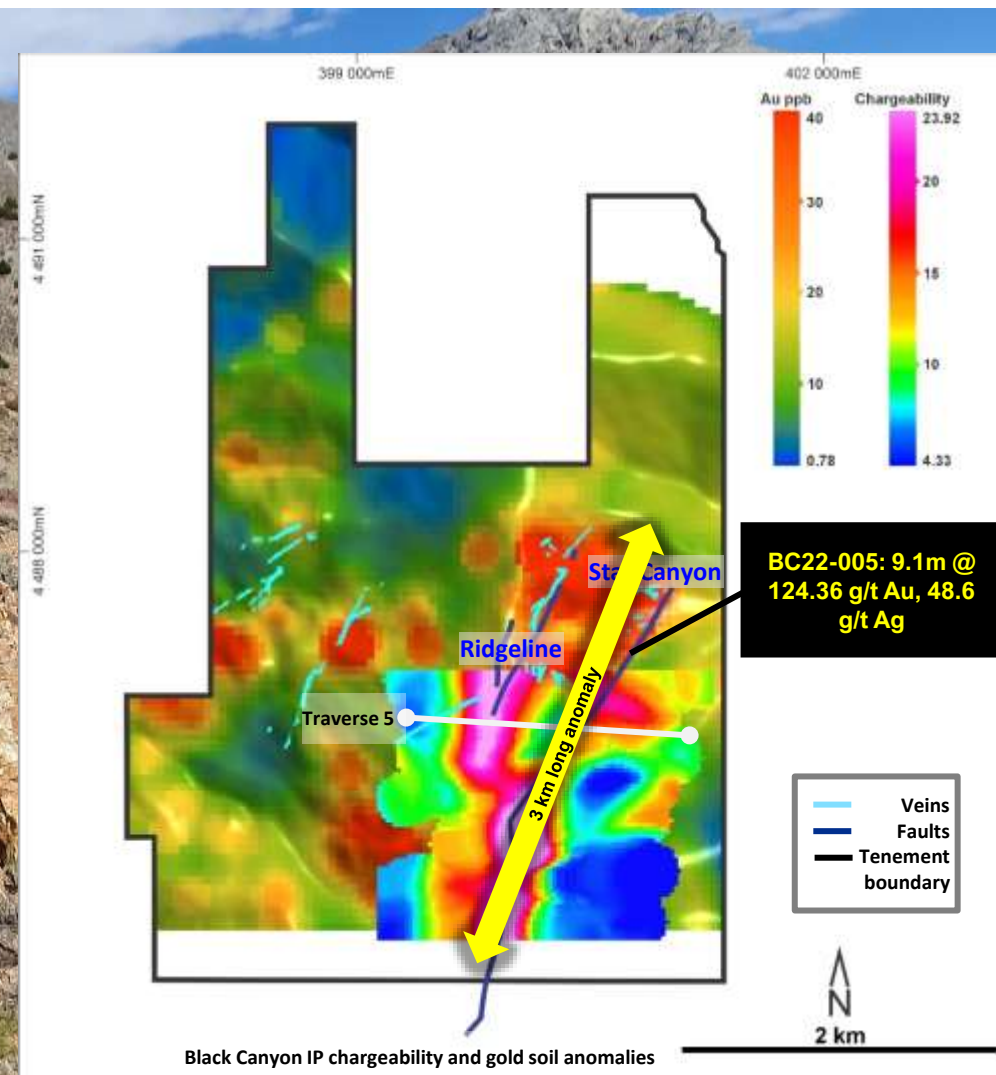 399 000mE
402 000mE
Au ppb
Chargeability
40
30
20
10
0.78
23.92
20
15
10
4.33
4 491 000mN
4 488 000mN
Canyon
Ridgeline
Traverse 5
3 km long anomaly
BC22-005: 9.1m @
124.36 g/t Au, 48.6
g/t Ag
Veins
Faults
Tenement
boundary
N
2 km
Black Canyon IP chargeability and gold soil anomalies